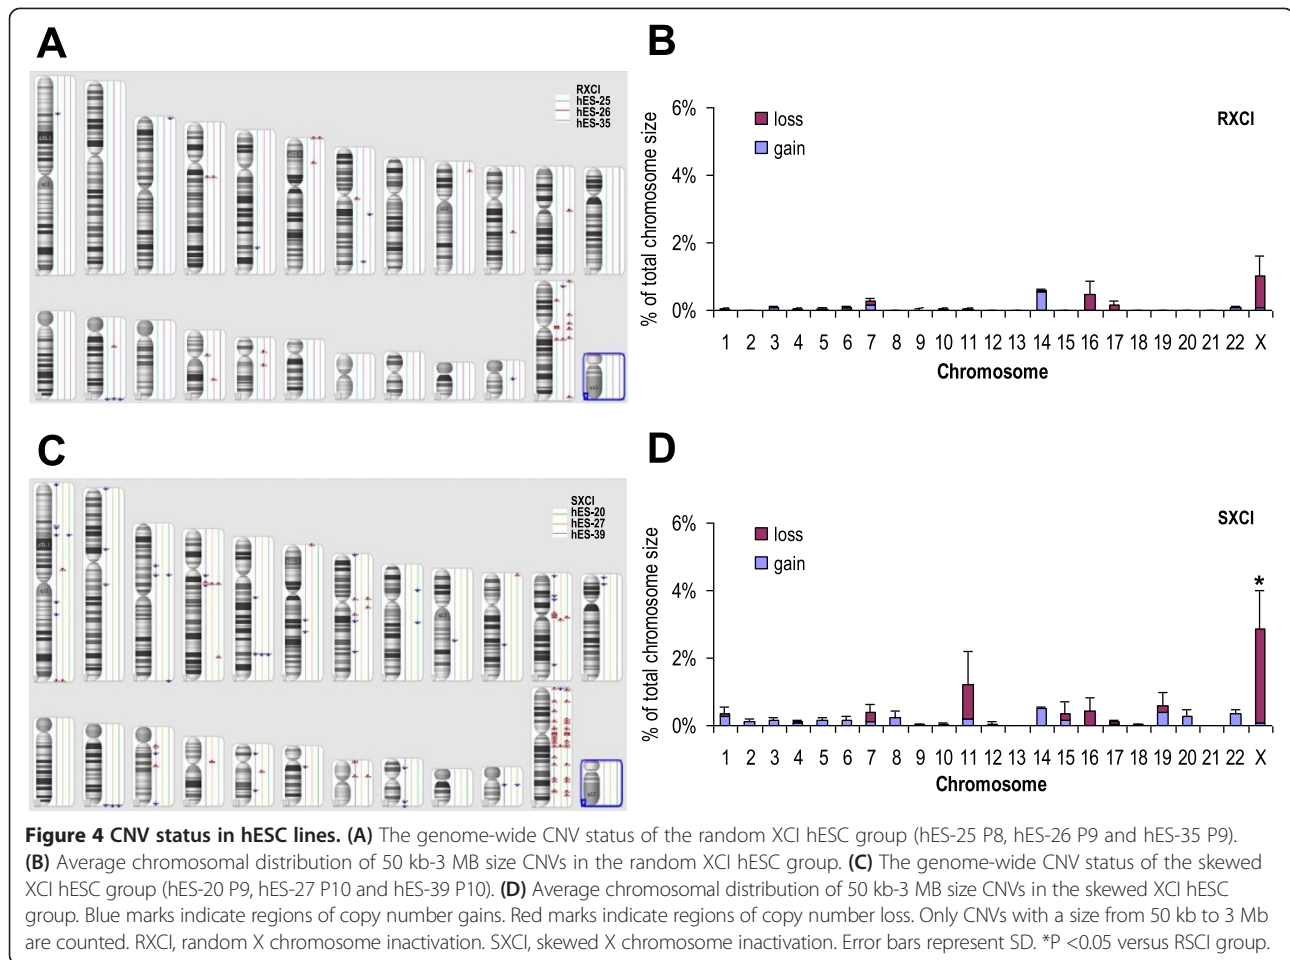 A
RXCI
hES-25
hES-26
hES-35
B
6%
4%
2%
0%
% of total chromosome size
loss
gain
RXCI
1 2 3 4 5 6 7 8 9 10 11 12 13 14 15 16 17 18 19 20 21 22 X
Chromosome
C
SXCI
hES-20
hES-27
hES-39
D
6%
4%
2%
0%
% of total chromosome size
loss
gain
SXCI
*
1 2 3 4 5 6 7 8 9 10 11 12 13 14 15 16 17 18 19 20 21 22 X
Chromosome
Figure 4 CNV status in hESC lines. (A) The genome-wide CNV status of the random XCI hESC group (hES-25 P8, hES-26 P9 and hES-35 P9).
(B) Average chromosomal distribution of 50 kb-3 MB size CNVs in the random XCI hESC group. (C) The genome-wide CNV status of the skewed
XCI hESC group (hES-20 P9, hES-27 P10 and hES-39 P10). (D) Average chromosomal distribution of 50 kb-3 MB size CNVs in the skewed XCI hESC
group. Blue marks indicate regions of copy number gains. Red marks indicate regions of copy number loss. Only CNVs with a size from 50 kb to 3 Mb
are counted. RXCI, random X chromosome inactivation. SXCI, skewed X chromosome inactivation. Error bars represent SD. *P <0.05 versus RSCI group.